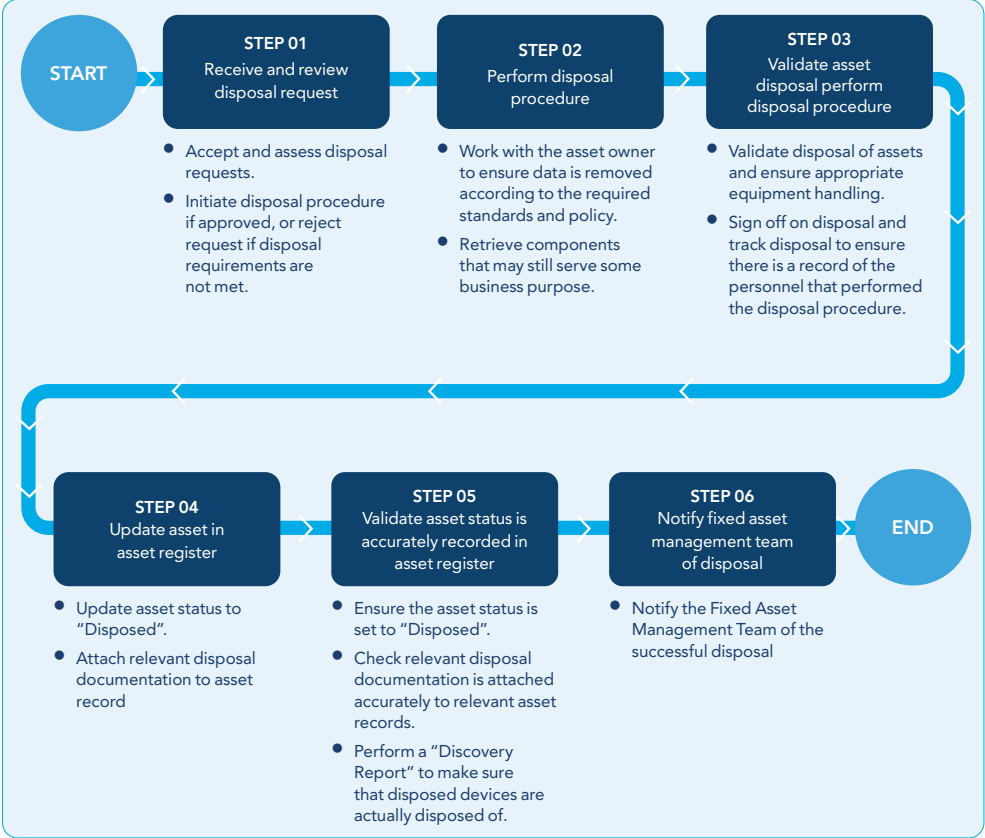 START
STEP 01
Receive and review
disposal request
• Accept and assess disposal
requests.
• Initiate disposal procedure
if approved, or reject
request if disposal
requirements are
not met.
STEP 02
Perform disposal
procedure
• Work with the asset owner
to ensure data is removed
according to the required
standards and policy.
• Retrieve components
that may still serve some
business purpose.
STEP 03
Validate asset
disposal perform
disposal procedure
• Validate disposal of assets
and ensure appropriate
equipment handling.
• Sign off on disposal and
track disposal to ensure
there is a record of the
personnel that performed
the disposal procedure.
STEP 04
Update asset in
asset register
• Update asset status to
“Disposed”.
• Attach relevant disposal
documentation to asset
record
STEP 05
Validate asset status is
accurately recorded in
asset register
• Ensure the asset status is
set to “Disposed”.
• Check relevant disposal
documentation is attached
accurately to relevant asset
records.
• Perform a “Discovery
Report” to make sure
that disposed devices are
actually disposed of.
STEP 06
Notify fixed asset
management team
of disposal
• Notify the Fixed Asset
Management Team of the
successful disposal
END